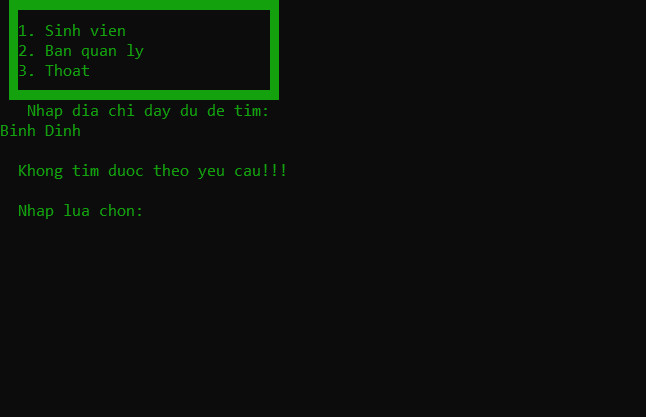 1. Sinh vien
2. Ban quan ly
3. Thoat
Nhap dia chi day du de tim:
Binh Dinh
Khong tim duoc theo yeu cau!!!
Nhap lua chon: